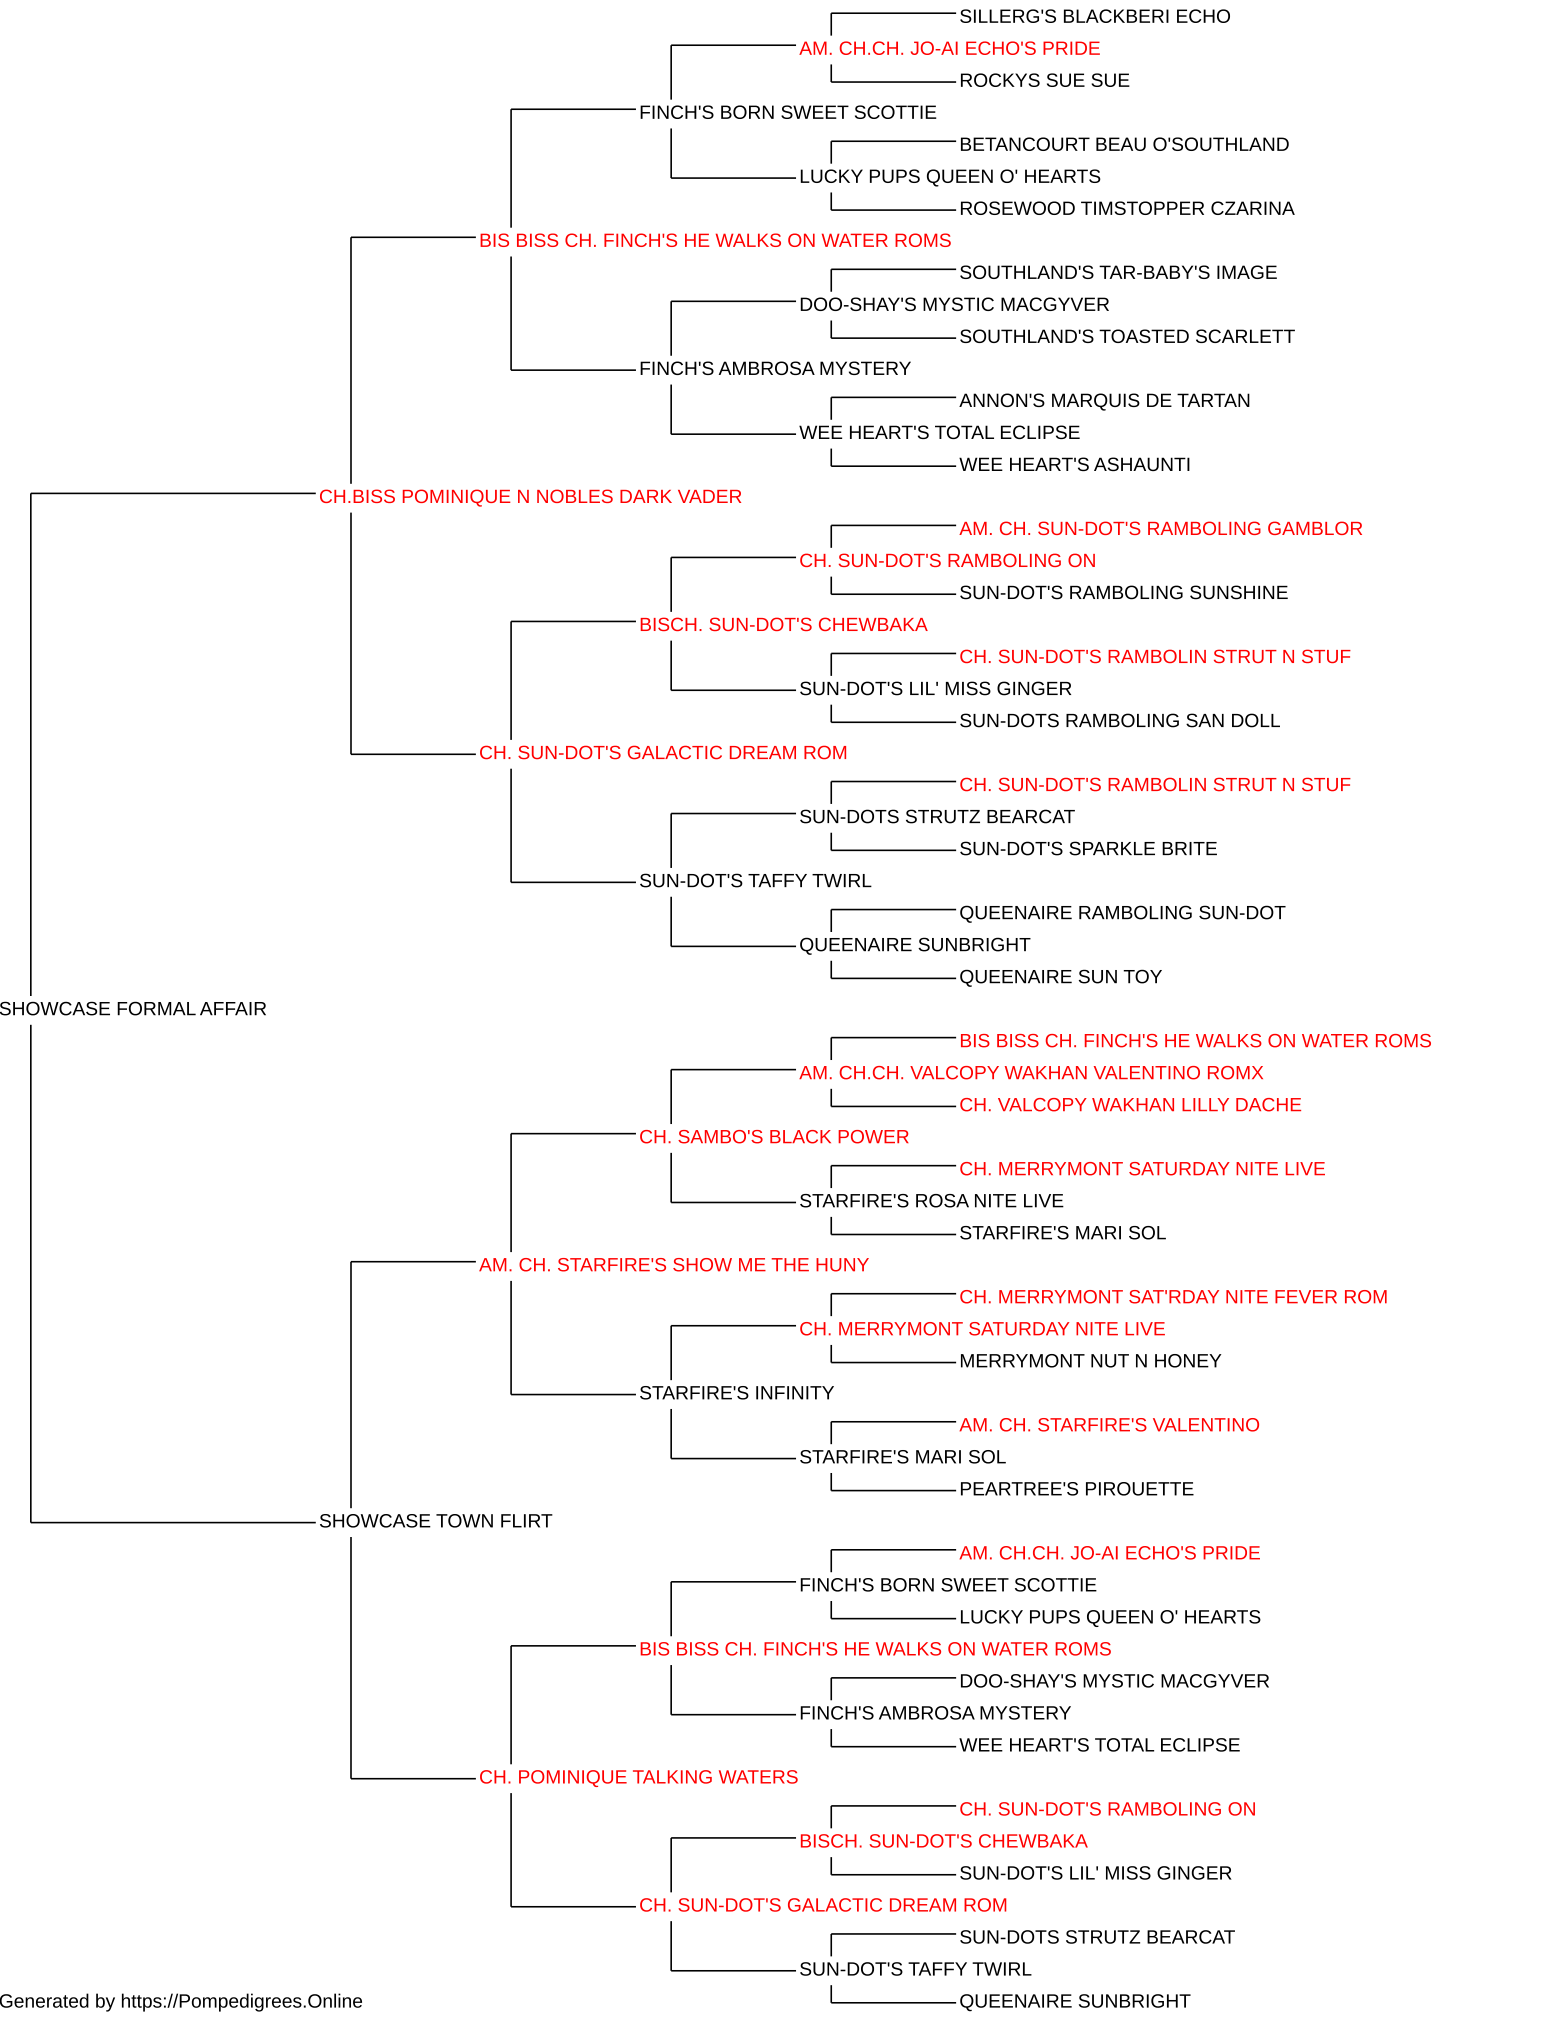 SILLERG'S BLACKBERI ECHO
AM. CH.CH. JO-AI ECHO'S PRIDE
ROCKYS SUE SUE
FINCH'S BORN SWEET SCOTTIE
BETANCOURT BEAU O'SOUTHLAND
LUCKY PUPS QUEEN O' HEARTS
ROSEWOOD TIMSTOPPER CZARINA
BIS BISS CH. FINCH'S HE WALKS ON WATER ROMS
SOUTHLAND'S TAR-BABY'S IMAGE
DOO-SHAY'S MYSTIC MACGYVER
SOUTHLAND'S TOASTED SCARLETT
FINCH'S AMBROSA MYSTERY
ANNON'S MARQUIS DE TARTAN
WEE HEART'S TOTAL ECLIPSE
WEE HEART'S ASHAUNTI
CH.BISS POMINIQUE N NOBLES DARK VADER
AM. CH. SUN-DOT'S RAMBOLING GAMBLOR
CH. SUN-DOT'S RAMBOLING ON
SUN-DOT'S RAMBOLING SUNSHINE
BISCH. SUN-DOT'S CHEWBAKA
CH. SUN-DOT'S RAMBOLIN STRUT N STUF
SUN-DOT'S LIL' MISS GINGER
SUN-DOTS RAMBOLING SAN DOLL
CH. SUN-DOT'S GALACTIC DREAM ROM
CH. SUN-DOT'S RAMBOLIN STRUT N STUF
SUN-DOTS STRUTZ BEARCAT
SUN-DOT'S SPARKLE BRITE
SUN-DOT'S TAFFY TWIRL
QUEENAIRE RAMBOLING SUN-DOT
QUEENAIRE SUNBRIGHT
QUEENAIRE SUN TOY
SHOWCASE FORMAL AFFAIR
BIS BISS CH. FINCH'S HE WALKS ON WATER ROMS
AM. CH.CH. VALCOPY WAKHAN VALENTINO ROMX
CH. VALCOPY WAKHAN LILLY DACHE
CH. SAMBO'S BLACK POWER
CH. MERRYMONT SATURDAY NITE LIVE
STARFIRE'S ROSA NITE LIVE
STARFIRE'S MARI SOL
AM. CH. STARFIRE'S SHOW ME THE HUNY
CH. MERRYMONT SAT'RDAY NITE FEVER ROM
CH. MERRYMONT SATURDAY NITE LIVE
MERRYMONT NUT N HONEY
STARFIRE'S INFINITY
AM. CH. STARFIRE'S VALENTINO
STARFIRE'S MARI SOL
PEARTREE'S PIROUETTE
SHOWCASE TOWN FLIRT
AM. CH.CH. JO-AI ECHO'S PRIDE
FINCH'S BORN SWEET SCOTTIE
LUCKY PUPS QUEEN O' HEARTS
BIS BISS CH. FINCH'S HE WALKS ON WATER ROMS
DOO-SHAY'S MYSTIC MACGYVER
FINCH'S AMBROSA MYSTERY
WEE HEART'S TOTAL ECLIPSE
CH. POMINIQUE TALKING WATERS
CH. SUN-DOT'S RAMBOLING ON
BISCH. SUN-DOT'S CHEWBAKA
SUN-DOT'S LIL' MISS GINGER
CH. SUN-DOT'S GALACTIC DREAM ROM
SUN-DOTS STRUTZ BEARCAT
SUN-DOT'S TAFFY TWIRL
QUEENAIRE SUNBRIGHT
Generated by https://Pompedigrees.Online